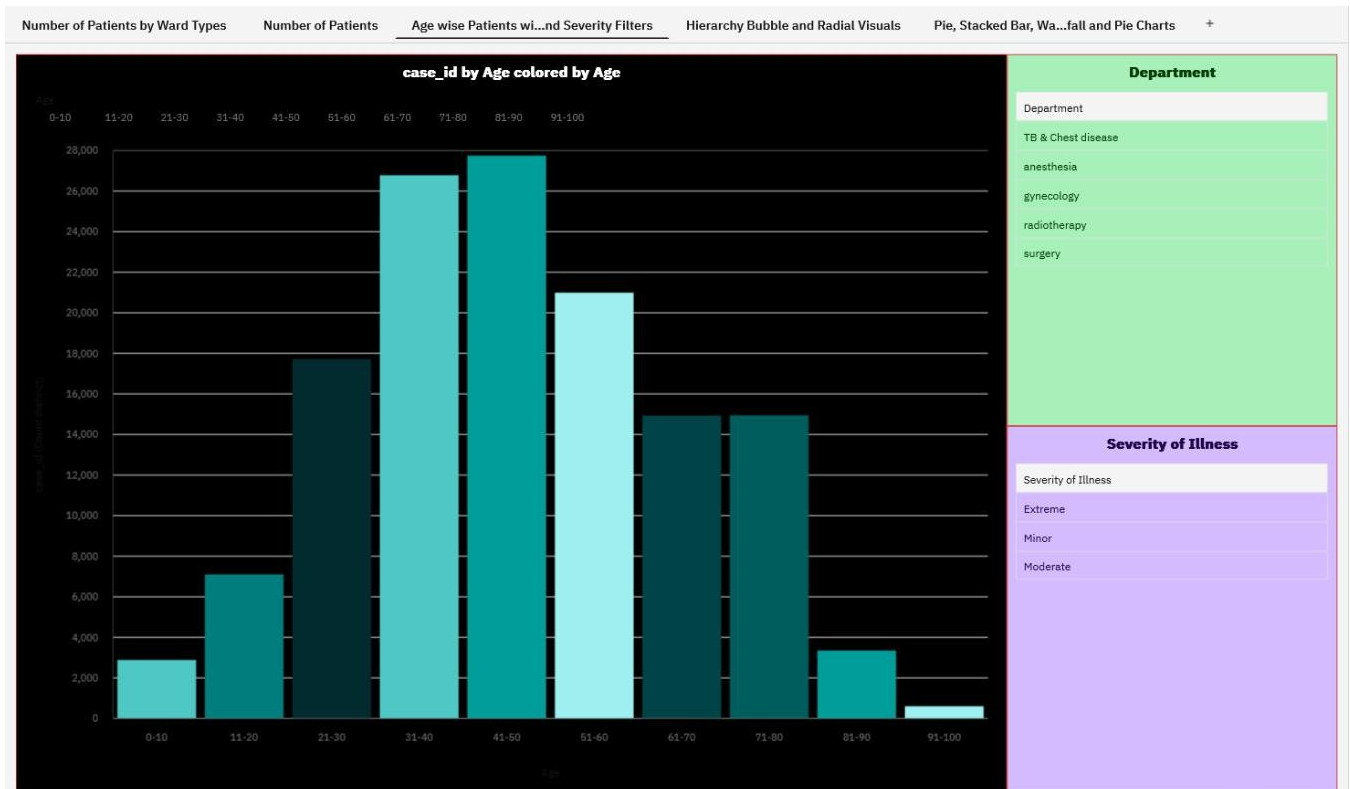 Number of Patients by Ward Types Number of Patients Age wise Patients wi...nd Severity Filters Hierarchy Bubble and Radial Visuals Pie, Stacked Bar, Wa...fall and Pie Charts +
case_id by Age colored by Age
Age
0-10 11-20 21-30 31-40 41-50 51-60 61-70 71-80 81-90 91-100
28,000
26,000
24,000
22,000
20,000
18,000
16,000
14,000
12,000
10,000
8,000
6,000
4,000
2,000
0
case_id (Count distinct)
0-10 11-20 21-30 31-40 41-50 51-60 61-70 71-80 81-90 91-100
Age
Department
Department
TB & Chest disease
anesthesia
gynecology
radiotherapy
surgery
Severity of Illness
Severity of Illness
Extreme
Minor
Moderate